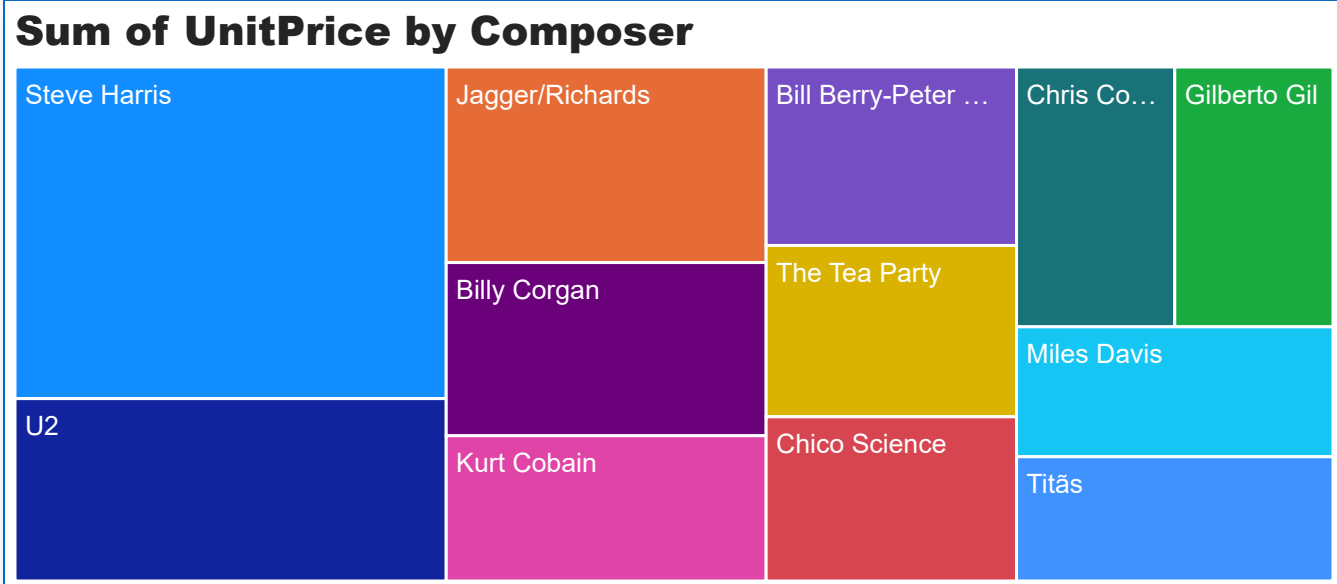 Sum of UnitPrice by Composer
Steve Harris
U2
Jagger/Richards
Billy Corgan
Kurt Cobain
Bill Berry-Peter …
The Tea Party
Chico Science
Chris Co…
Gilberto Gil
Miles Davis
Titãs